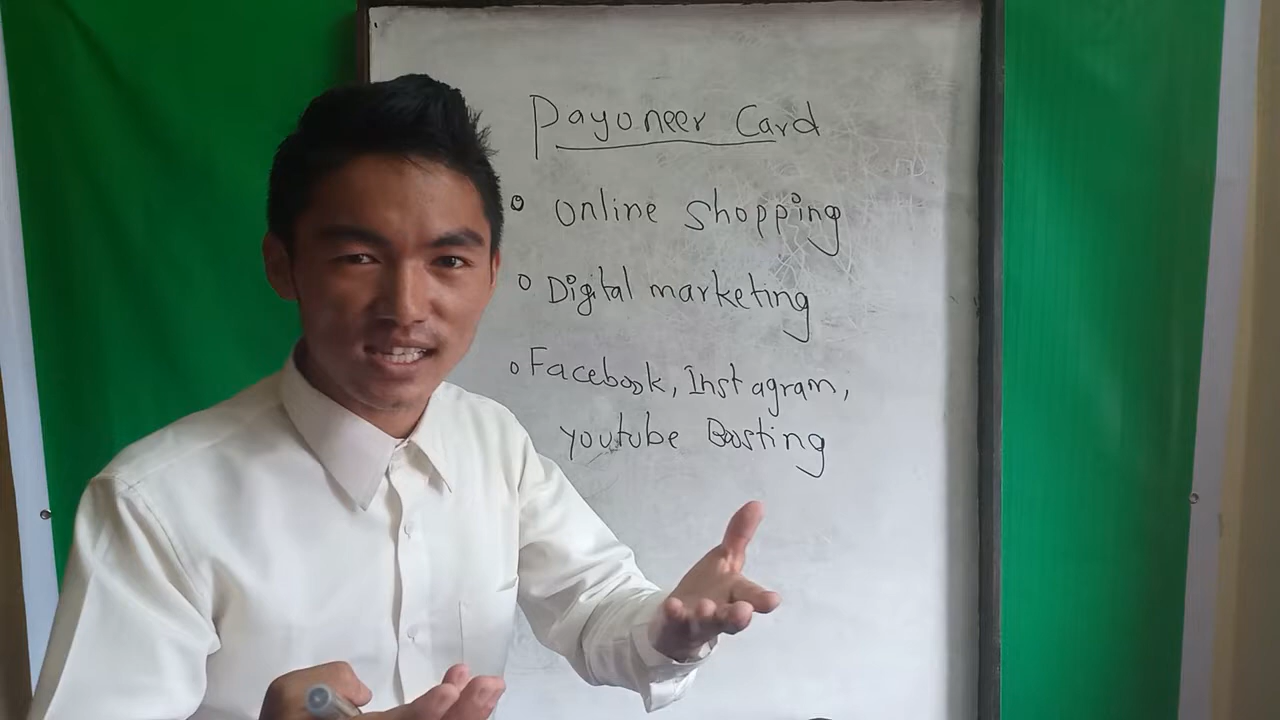 Payoneer Card
Online shopping
Digital marketing
Facebook, Instagram,
youtube Boosting